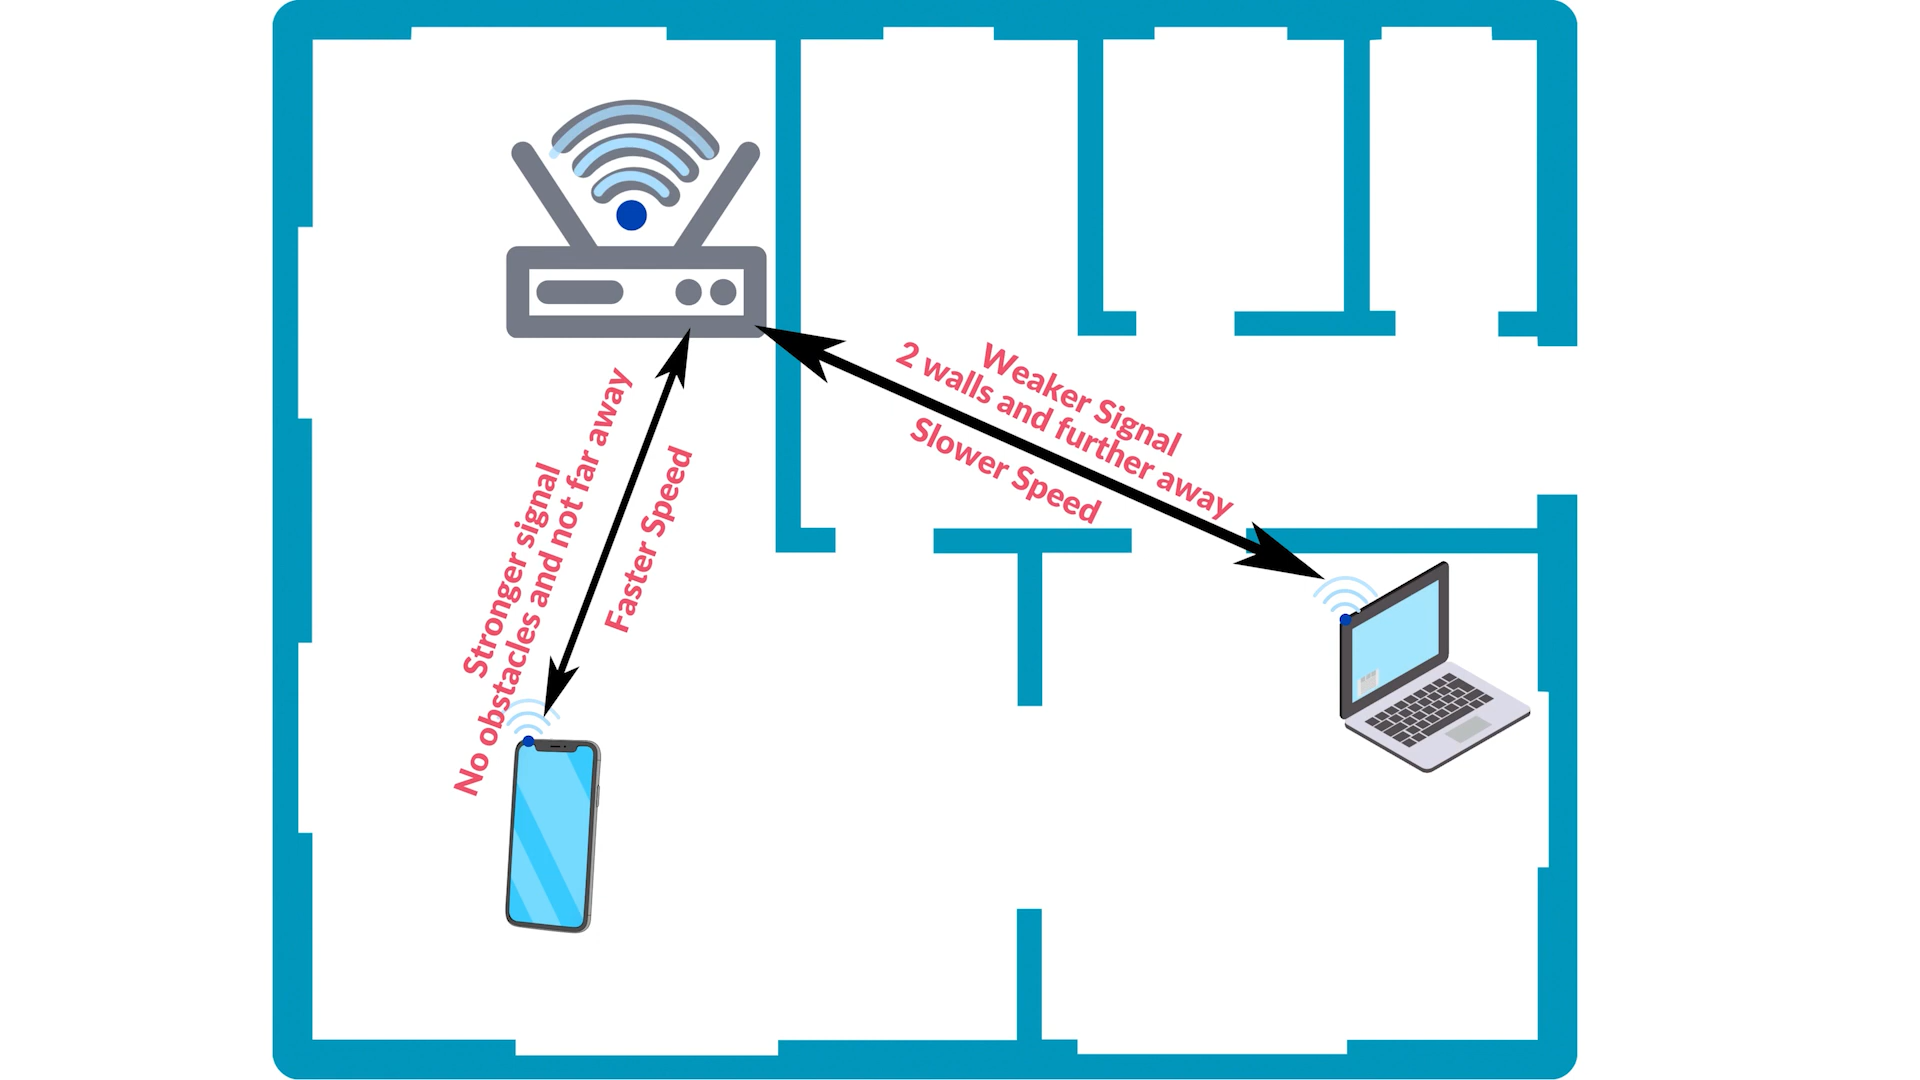 Stronger signal
No obstacles and not far away
Faster Speed
Weaker Signal
2 walls and further away
Slower Speed